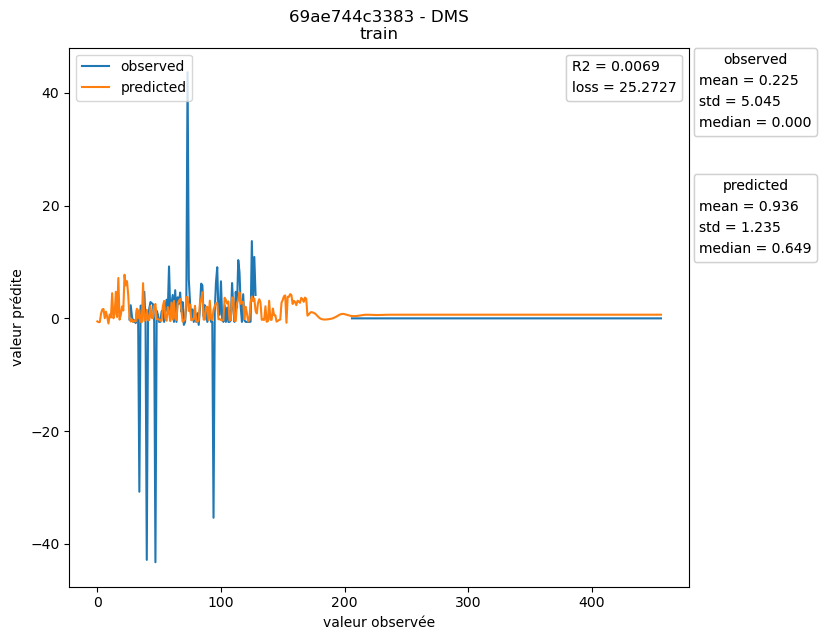 69ae744c3383 - DMS
train
observed
predicted
R2 = 0.0069
loss = 25.2727
observed
mean = 0.225
std = 5.045
median = 0.000
predicted
mean = 0.936
std = 1.235
median = 0.649
valeur prédite
40
20
0
−20
−40
0
100
200
300
400
valeur observée